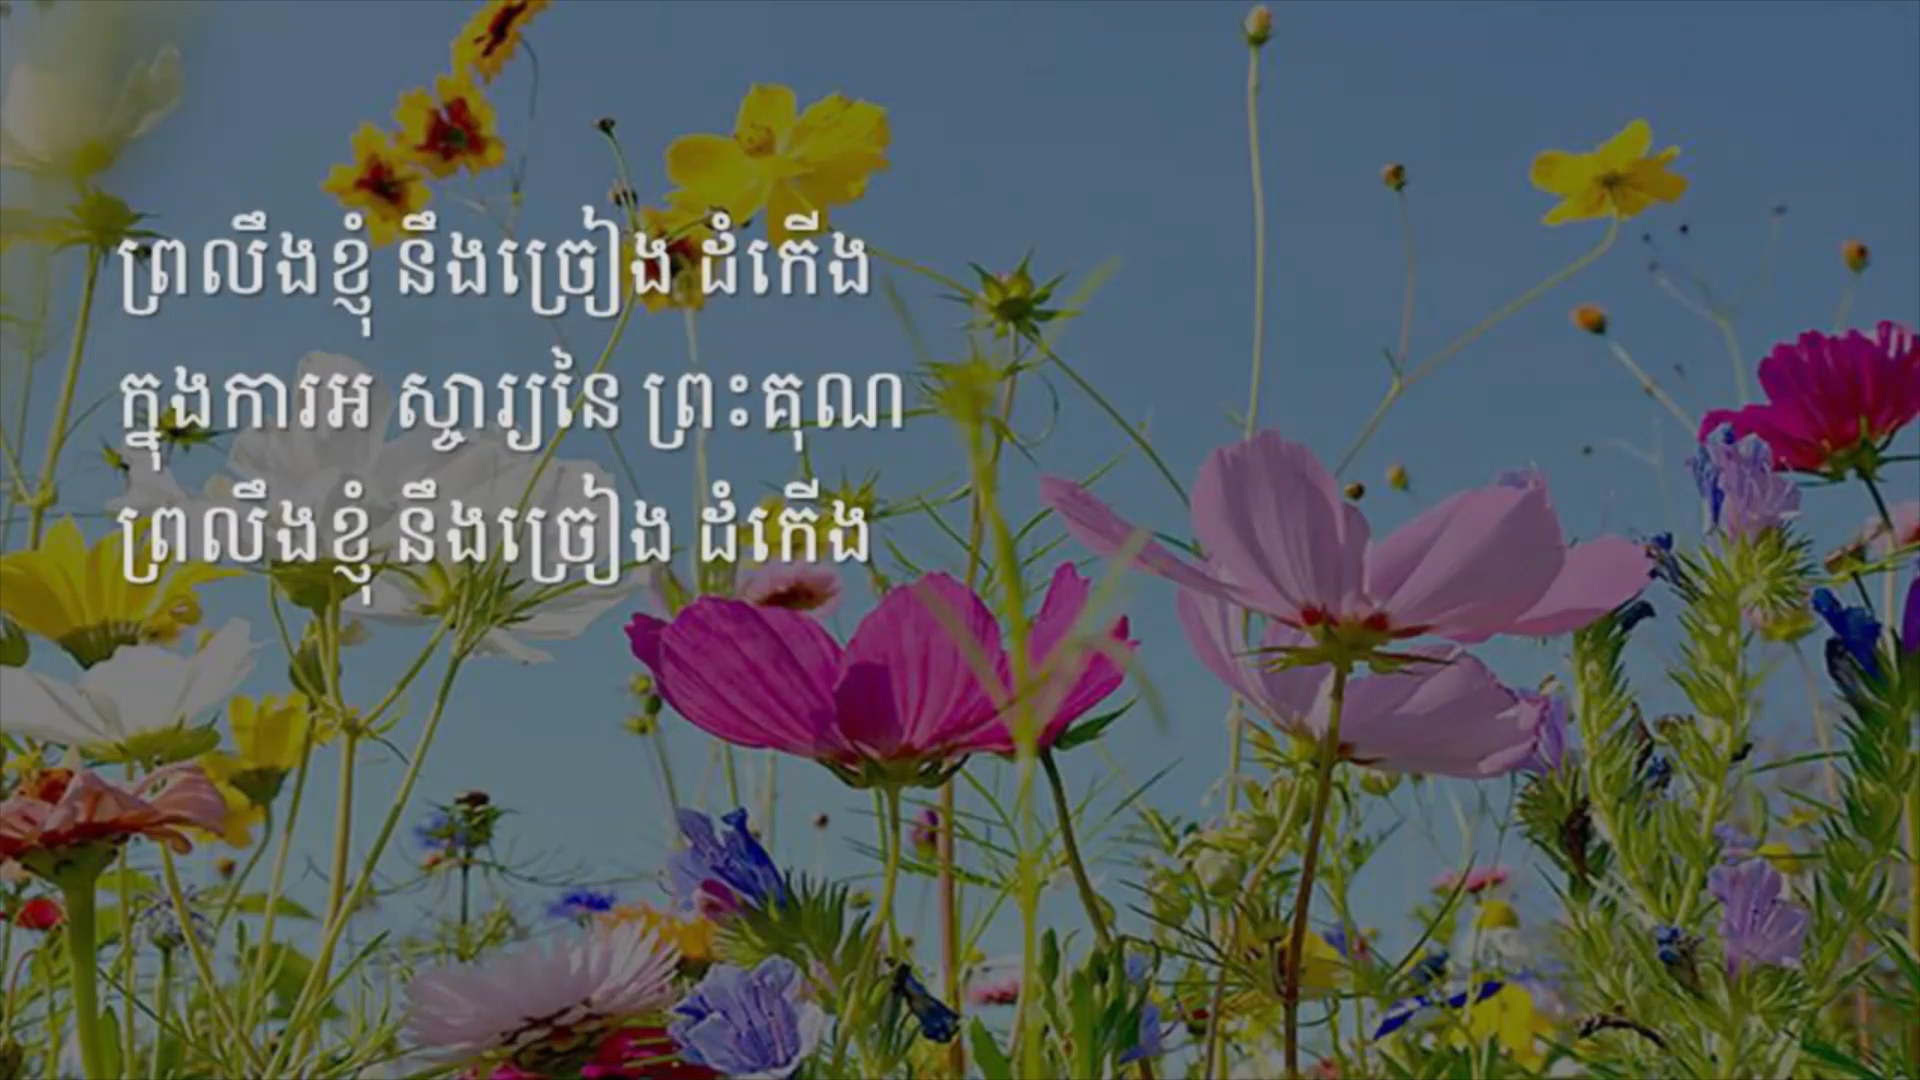 ព្រលឹងខ្ញុំ នឹងច្រៀង ដំកើង
ក្នុងការអ ស្ចារ្យនៃ ព្រះគុណ
ព្រលឹងខ្ញុំ នឹងច្រៀង ដំកើង